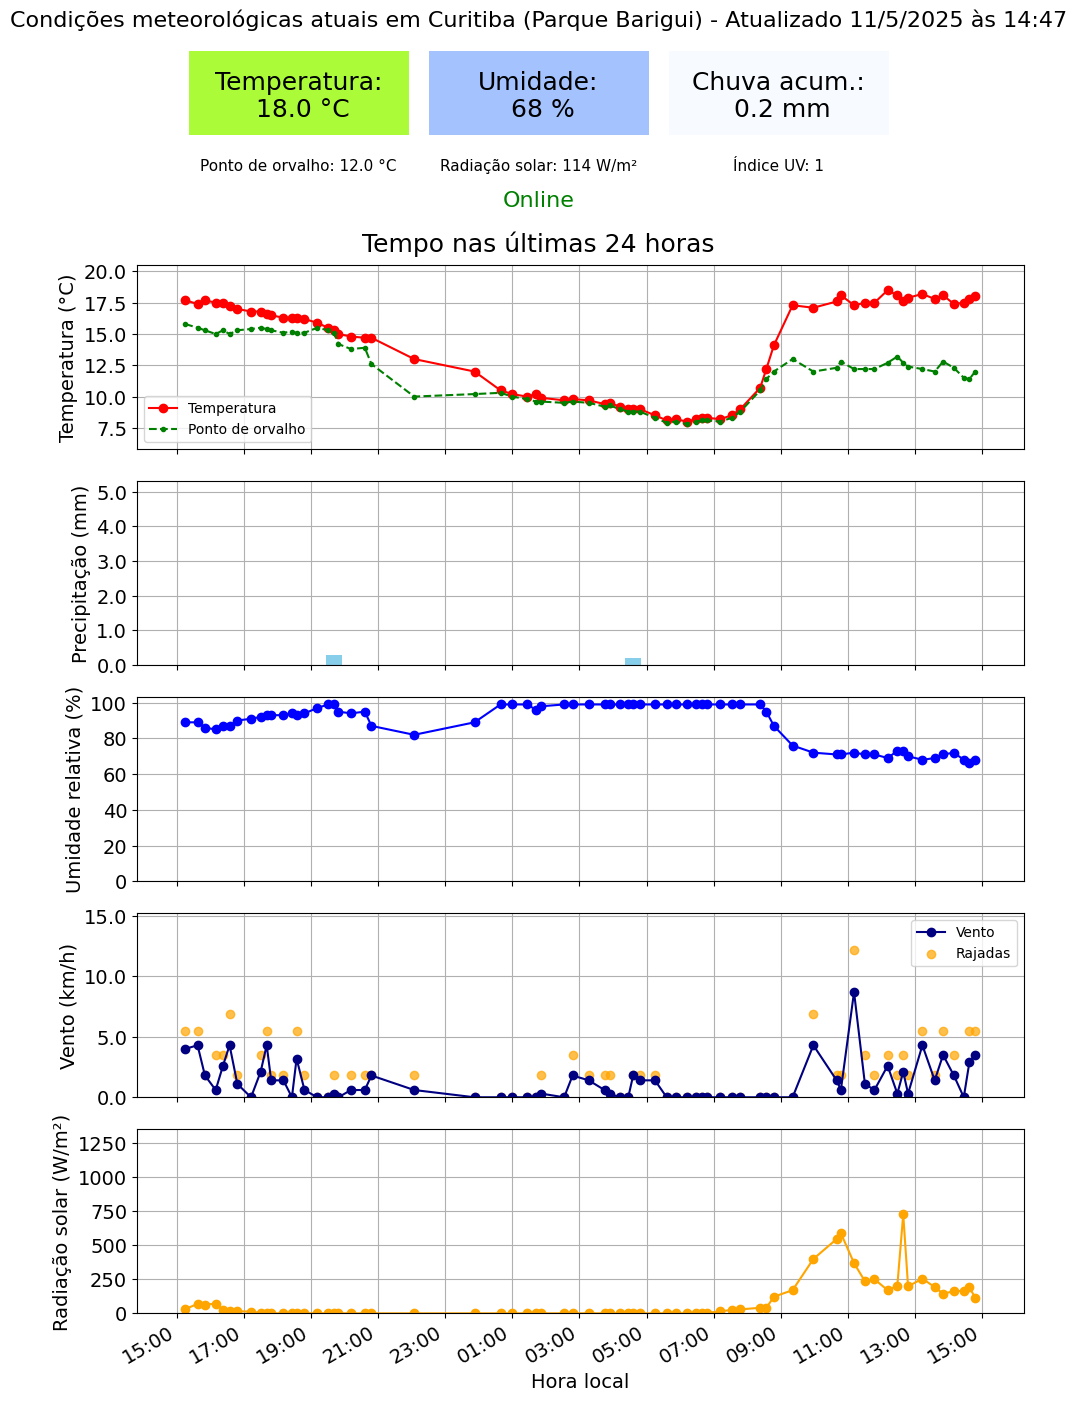 Condições meteorológicas atuais em Curitiba (Parque Barigui) - Atualizado 11/5/2025 às 14:47
Temperatura:
18.0 °C
Umidade:
68 %
Chuva acum.:
0.2 mm
Ponto de orvalho: 12.0 °C
Radiação solar: 114 W/m²
Índice UV: 1
Online
Tempo nas últimas 24 horas
Temperatura (°C)
20.0
17.5
15.0
12.5
10.0
7.5
Temperatura
Ponto de orvalho
Precipitação (mm)
5.0
4.0
3.0
2.0
1.0
0.0
Umidade relativa (%)
100
80
60
40
20
0
Vento (km/h)
15.0
10.0
5.0
0.0
Vento
Rajadas
Radiação solar (W/m²)
1250
1000
750
500
250
0
15:00
17:00
19:00
21:00
23:00
01:00
03:00
05:00
07:00
09:00
11:00
13:00
15:00
Hora local